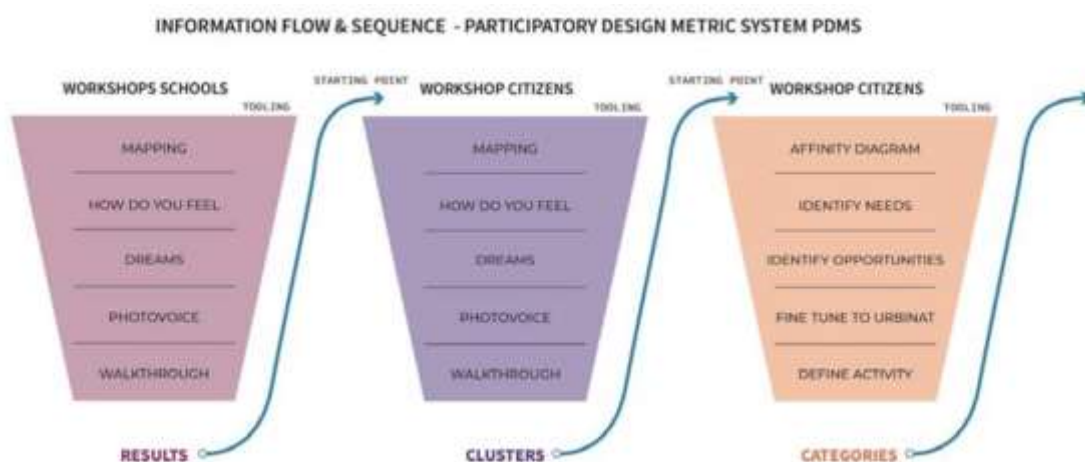 INFORMATION FLOW & SEQUENCE - PARTICIPATORY DESIGN METRIC SYSTEM PDMS
WORKSHOPS SCHOOLS
TOOLING
MAPPING
HOW DO YOU FEEL
DREAMS
PHOTOVOICE
WALKTHROUGH
RESULTS
STARTING POINT
WORKSHOP CITIZENS
TOOLING
MAPPING
HOW DO YOU FEEL
DREAMS
PHOTOVOICE
WALKTHROUGH
CLUSTERS
STARTING POINT
WORKSHOP CITIZENS
TOOLING
AFFINITY DIAGRAM
IDENTIFY NEEDS
IDENTIFY OPPORTUNITIES
FINE TUNE TO URBINAT
DEFINE ACTIVITY
CATEGORIES